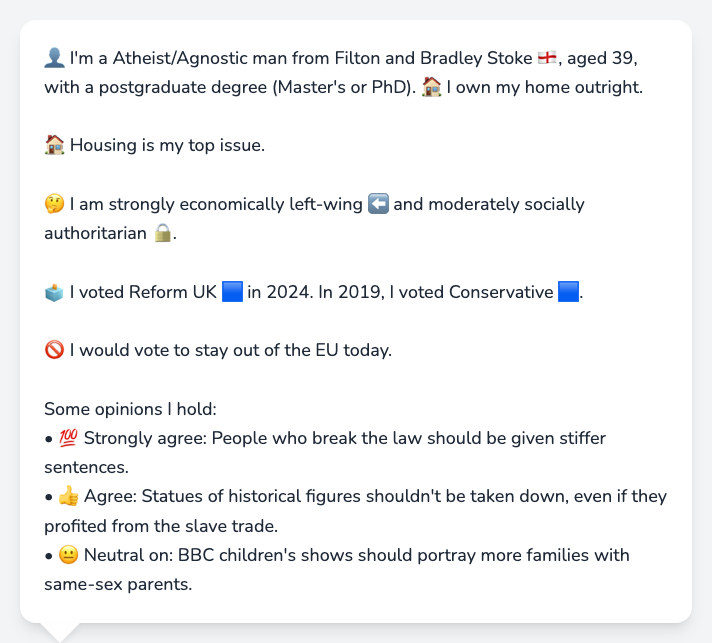 👤 I'm a Atheist/Agnostic man from Filton and Bradley Stoke 🏴󠁧󠁢󠁥󠁮󠁧󠁿, aged 39,
with a postgraduate degree (Master's or PhD). 🏠 I own my home outright.
🏠 Housing is my top issue.
🤔 I am strongly economically left-wing ⬅️ and moderately socially
authoritarian 🔒.
🗳️ I voted Reform UK 🟦 in 2024. In 2019, I voted Conservative 🟦.
🚫 I would vote to stay out of the EU today.
Some opinions I hold:
• 💯 Strongly agree: People who break the law should be given stiffer
sentences.
• 👍 Agree: Statues of historical figures shouldn't be taken down, even if they
profited from the slave trade.
• 😐 Neutral on: BBC children's shows should portray more families with
same-sex parents.